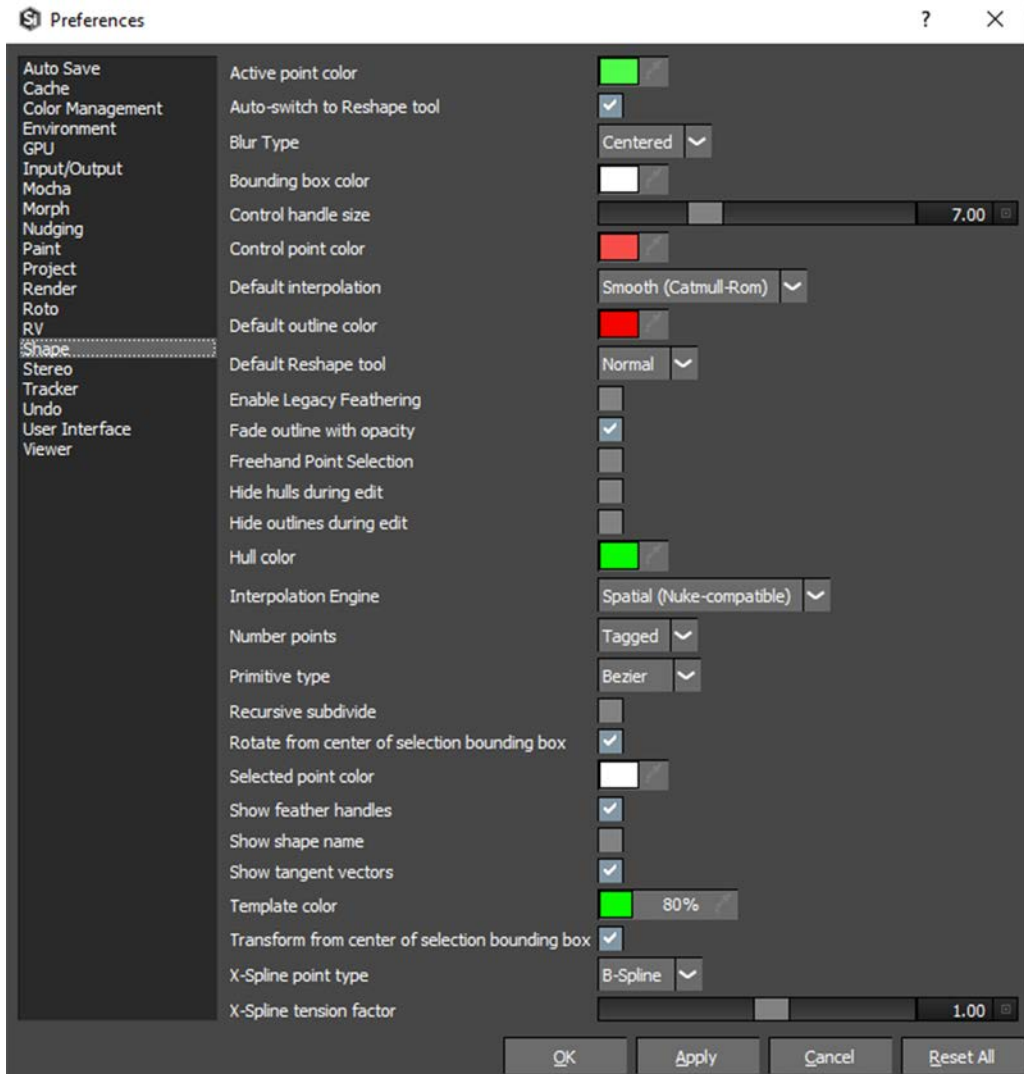 Preferences
?
Auto Save
Cache
Color Management
Environment
GPU
Input/Output
Mocha
Morph
Nudging
Paint
Project
Render
Roto
RV
Shape
Stereo
Tracker
Undo
User Interface
Viewer
Active point color
Auto-switch to Reshape tool
Blur Type Centered
Bounding box color
Control handle size 7.00
Control point color
Default interpolation Smooth (Catmull-Rom)
Default outline color
Default Reshape tool Normal
Enable Legacy Feathering
Fade outline with opacity
Freehand Point Selection
Hide hulls during edit
Hide outlines during edit
Hull color
Interpolation Engine Spatial (Nuke-compatible)
Number points Tagged
Primitive type Bezier
Recursive subdivide
Rotate from center of selection bounding box
Selected point color
Show feather handles
Show shape name
Show tangent vectors
Template color 80%
Transform from center of selection bounding box
X-Spline point type B-Spline
X-Spline tension factor 1.00
OK Apply Cancel Reset All